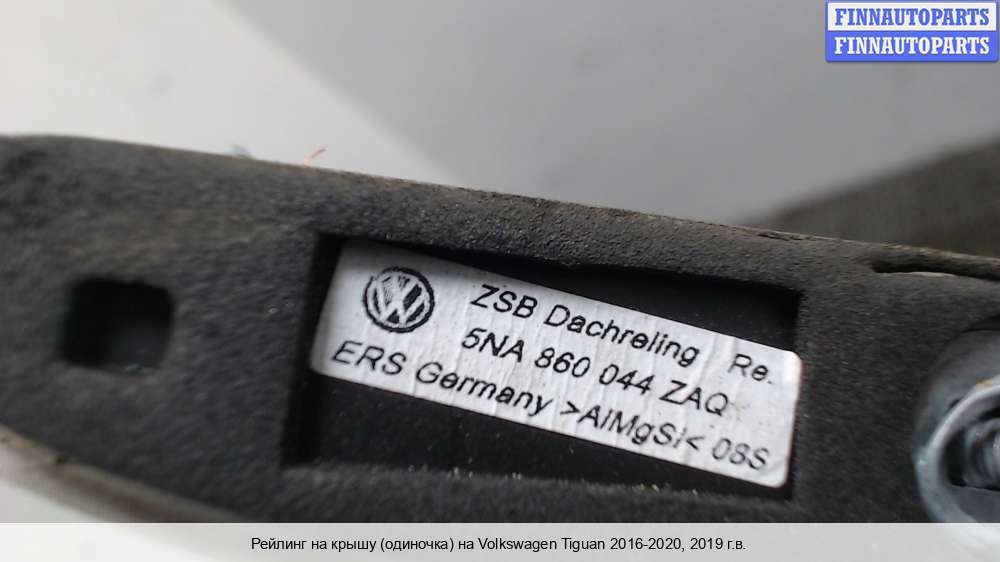 FINNAUTOPARTS
FINNAUTOPARTS
ZSB Dachreling Re.
5NA 860 044 ZAQ
ERS Germany >AlMgSi< 08S
Рейлинг на крышу (одиночка) на Volkswagen Tiguan 2016-2020, 2019 г.в.